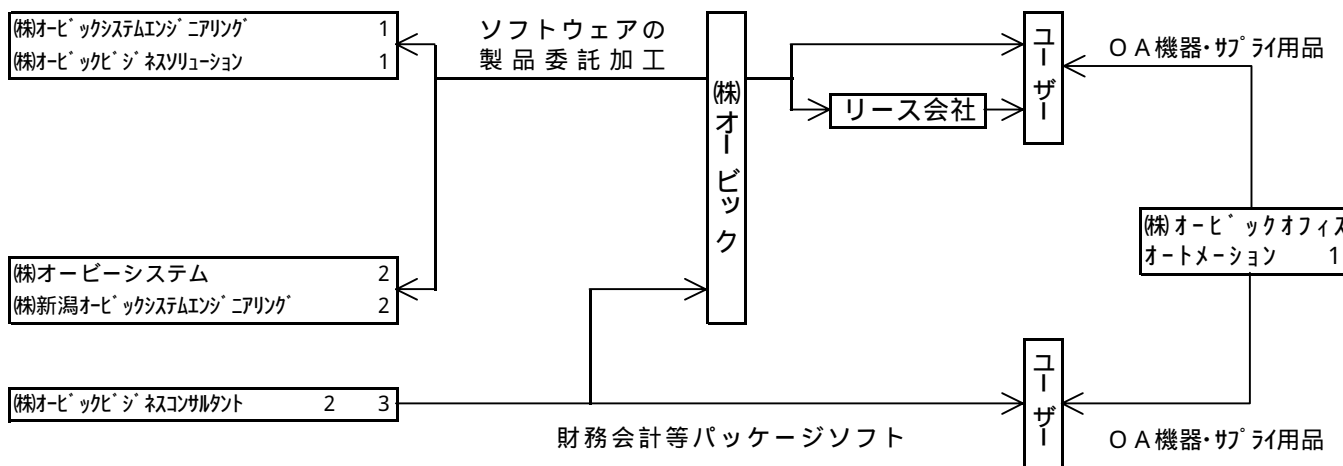 ㈱オービックシステムエンジニアリング 1
㈱オービックビジネスソリューション 1
ソフトウェアの
製品委託加工
㈱オービック
ユーザー
リース会社
OA機器・サプライ用品
㈱オービックオフィス
オートメーション 1
㈱オービーシステム 2
㈱新潟オービックシステムエンジニアリング 2
㈱オービックビジネスコンサルタント 2 3
財務会計等パッケージソフト
ユーザー
OA機器・サプライ用品